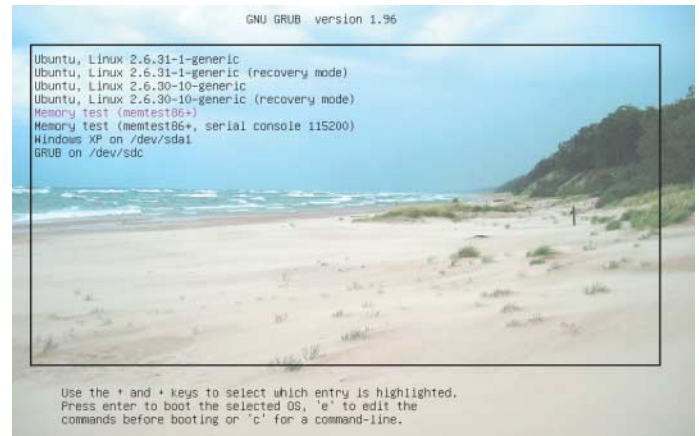 GNU GRUB version 1.96
Ubuntu, Linux 2.6.31-1-generic
Ubuntu, Linux 2.6.31-1-generic (recovery mode)
Ubuntu, Linux 2.6.30-10-generic
Ubuntu, Linux 2.6.30-10-generic (recovery mode)
Memory test (memtest86+)
Memory test (memtest86+, serial console 115200)
Windows XP on /dev/sda1
GRUB on /dev/sdc
Use the ↑ and ↓ keys to select which entry is highlighted.
Press enter to boot the selected OS, 'e' to edit the
commands before booting or 'c' for a command-line.